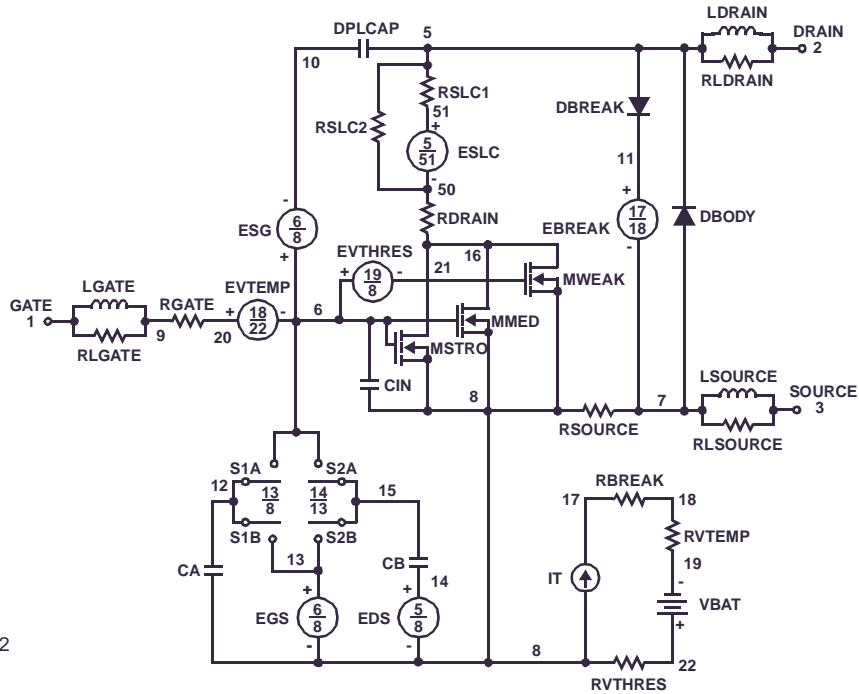 LDRAIN
DPLCAP 5 DRAIN
10 2
RLDRAIN
RSLC1
51 DBREAK
RSLC2 +
5
51 ESLC
11
-
50
- +
6
8 ESG RDRAIN EBREAK 17
18 DBODY
+ EVTHRES 16 -
+ 19
8 - 21 MWEAK
LGATE EVTEMP
GATE RGATE + 18
22 - 6 MMED
1 9 20 MSTRO
RLGATE
CIN 8 7 LSOURCE SOURCE
3
RSOURCE RLSOURCE
S1A S2A
12 13
8 14
13 15 RBREAK
17 18
S1B S2B RVTEMP
13 CB 19
CA 14 IT -
+ + VBAT
EGS 6
8 EDS 5
8 +
- - 8 22
RVTHRES
2